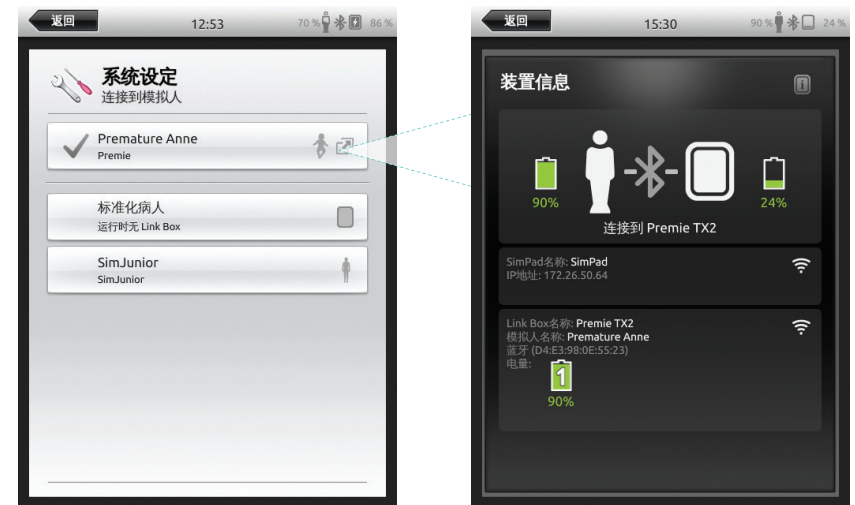 返回
12:53
70 %
86 %
系统设定
连接到模拟人
Premature Anne
Premie
标准化病人
运行时无 Link Box
SimJunior
SimJunior
返回
15:30
90 %
24 %
装置信息
90%
24%
连接到 Premie TX2
SimPad名称: SimPad
IP地址: 172.26.50.64
Link Box名称: Premie TX2
模拟人名称: Premature Anne
蓝牙 (D4:E3:98:0E:55:23)
电量:
1
90%